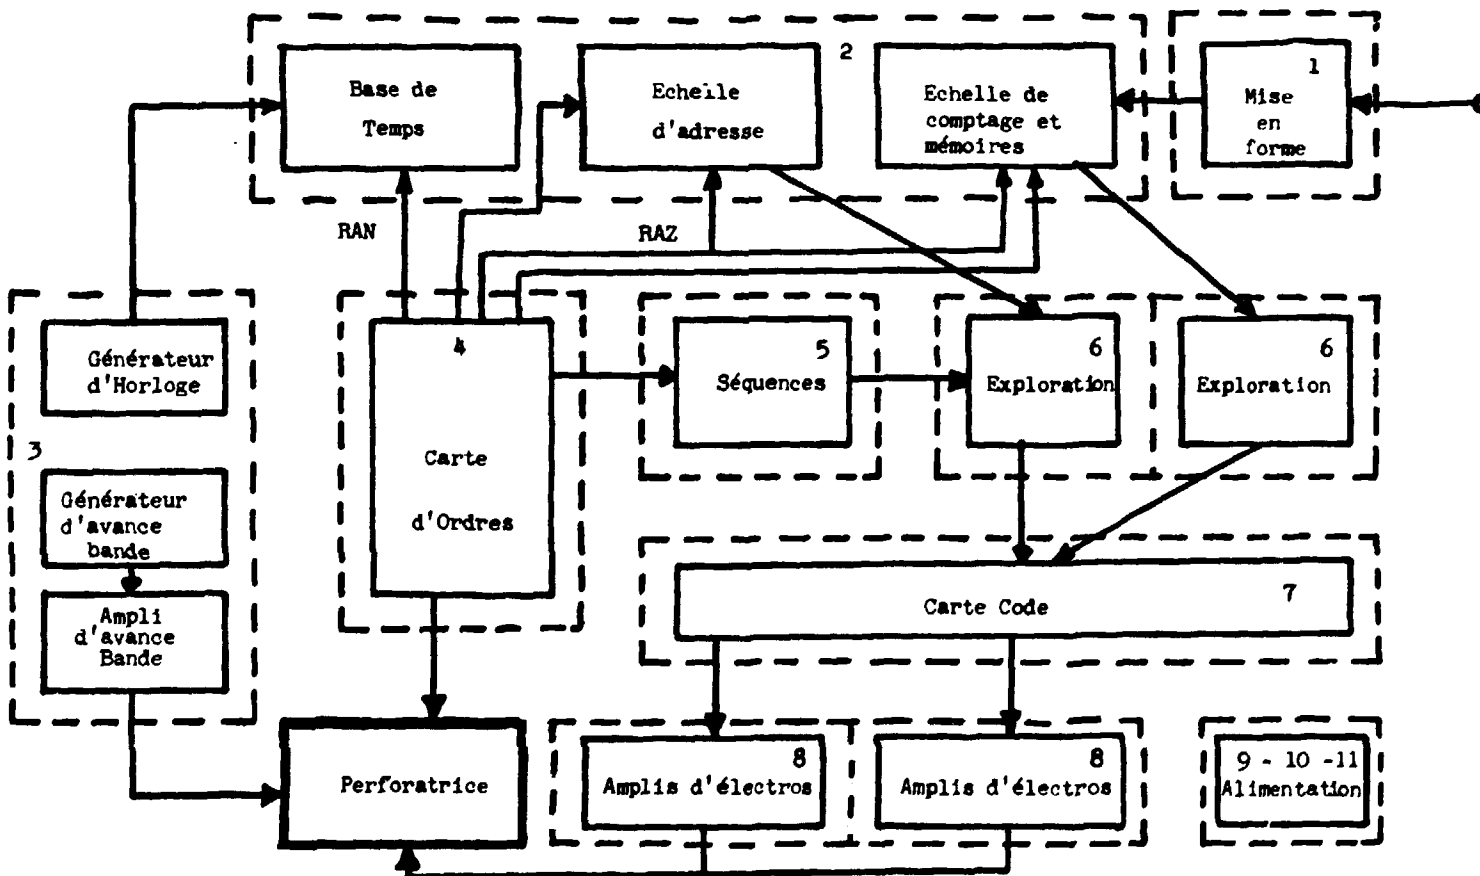 Base de
Temps
Echelle
d'adresse
2
Echelle de
comptage et
mémoires
1
Mise
en
forme
RAN
RAZ
3
Générateur
d'Horloge
Générateur
d'avance
bande
Ampli
d'avance
Bande
4
Carte
d'Ordres
5
Séquences
6
Exploration
6
Exploration
Carte Code
7
Perforatrice
8
Amplis d'électros
8
Amplis d'électros
9 - 10 -11
Alimentation